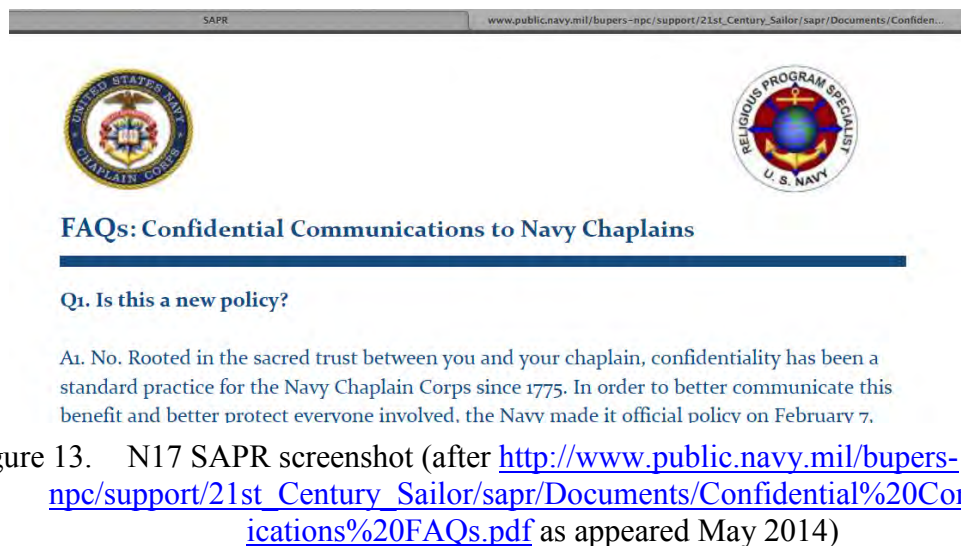 SAPR
www.public.navy.mil/bupers-npc/support/21st_Century_Sailor/sapr/Documents/Confiden...
UNITED STATES NAVY
CHAPLAIN CORPS
RELIGIOUS PROGRAM SPECIALIST
U. S. NAVY
FAQs: Confidential Communications to Navy Chaplains
Q1. Is this a new policy?
A1. No. Rooted in the sacred trust between you and your chaplain, confidentiality has been a
standard practice for the Navy Chaplain Corps since 1775. In order to better communicate this
benefit and better protect everyone involved, the Navy made it official policy on February 7,
gure 13. N17 SAPR screenshot (after http://www.public.navy.mil/bupers-
npc/support/21st_Century_Sailor/sapr/Documents/Confidential%20Con
ications%20FAQs.pdf as appeared May 2014)